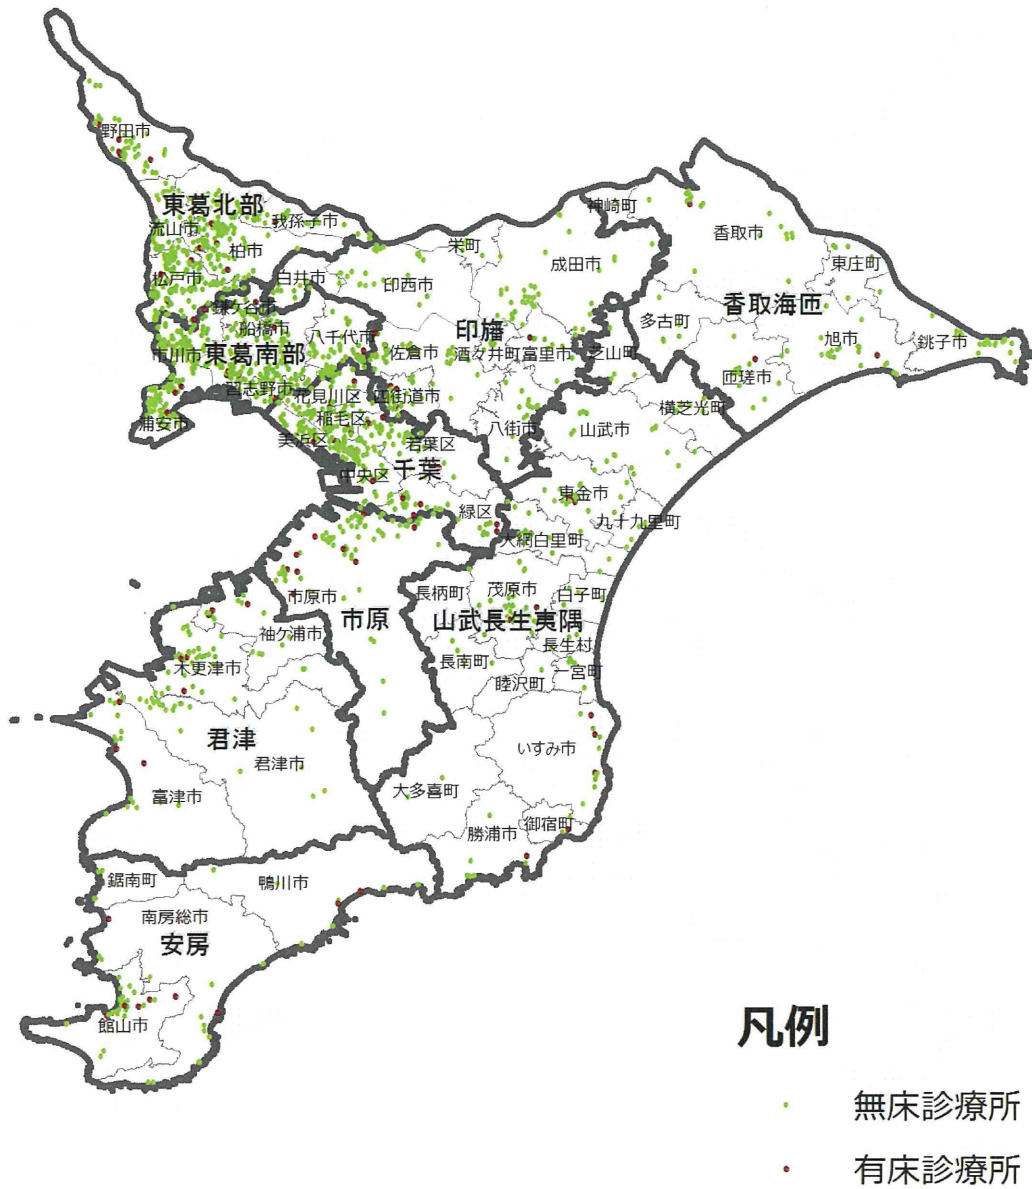 野田市
神崎町
東葛北部
我孫子市
流山市
香取市
柏市
栄町
成田市
東庄町
松戸市
白井市
印西市
香取海匝
鎌ケ谷市
多古町
船橋市
八千代市
印旛
旭市
銚子市
市川市
東葛南部
佐倉市
酒々井町
富里市
芝山町
匝瑳市
習志野市
花見川区
四街道市
横芝光町
浦安市
稲毛区
美浜区
若葉区
八街市
山武市
中央区
千葉
東金市
緑区
九十九里町
大網白里町
長柄町
茂原市
白子町
市原市
市原
山武長生夷隅
袖ケ浦市
長生村
木更津市
長南町
一宮町
睦沢町
君津
君津市
いすみ市
富津市
大多喜町
御宿町
勝浦市
鋸南町
鴨川市
南房総市
安房
館山市
凡例
無床診療所
有床診療所